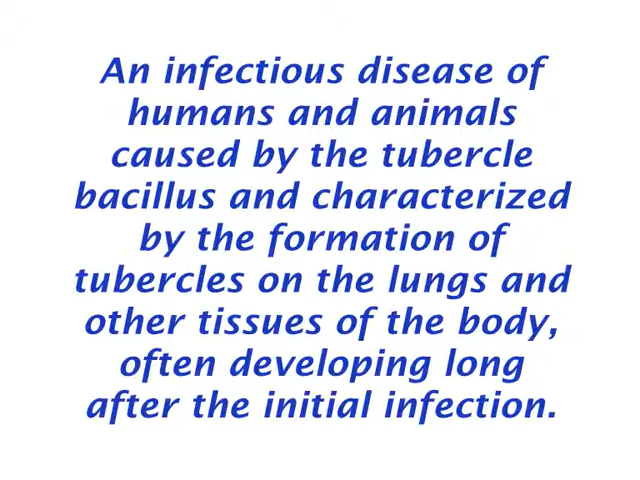 An infectious disease of
humans and animals
caused by the tubercle
bacillus and characterized
by the formation of
tubercles on the lungs and
other tissues of the body,
often developing long
after the initial infection.